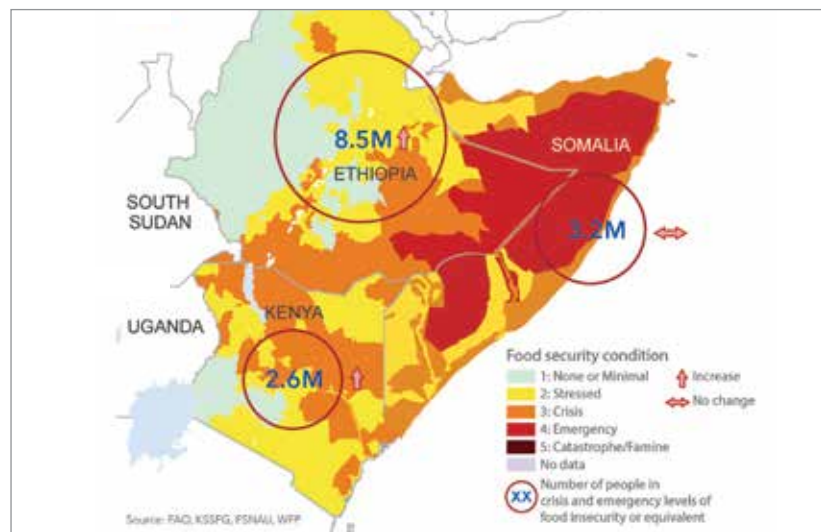 8.5M
ETHIOPIA
SOMALIA
SOUTH
SUDAN
3.2M
KENYA
UGANDA
2.6M
Food security condition
1: None or Minimal
2: Stressed
3: Crisis
4: Emergency
5: Catastrophe/Famine
No data
Increase
No change
XX
Number of people in
crisis and emergency levels of
food insecurity or equivalent
Source: FAO, KSSFG, FSNAU, WFP